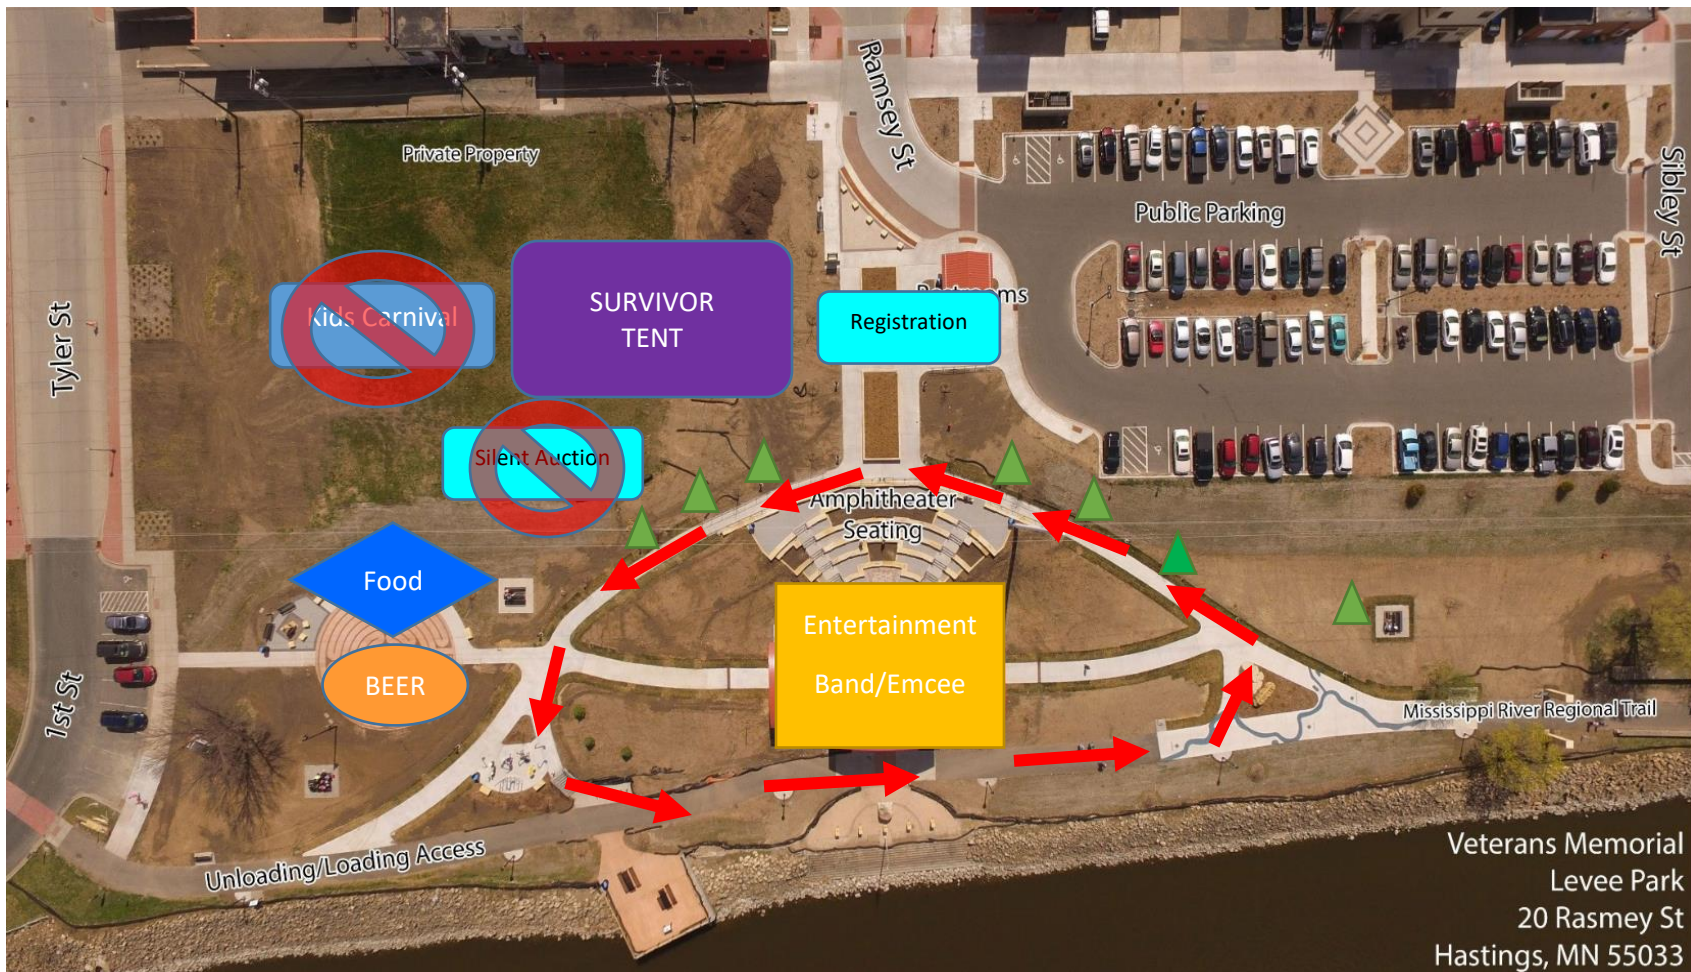 Ramsey St
Private Property
Sibley St
Public Parking
Tyler St
Kids Carnival
SURVIVOR
TENT
Restrooms
Registration
Silent Auction
Amphitheater
Seating
Food
Entertainment
Band/Emcee
BEER
1st St
Mississippi River Regional Trail
Unloading/Loading Access
Veterans Memorial
Levee Park
20 Rasmey St
Hastings, MN 55033